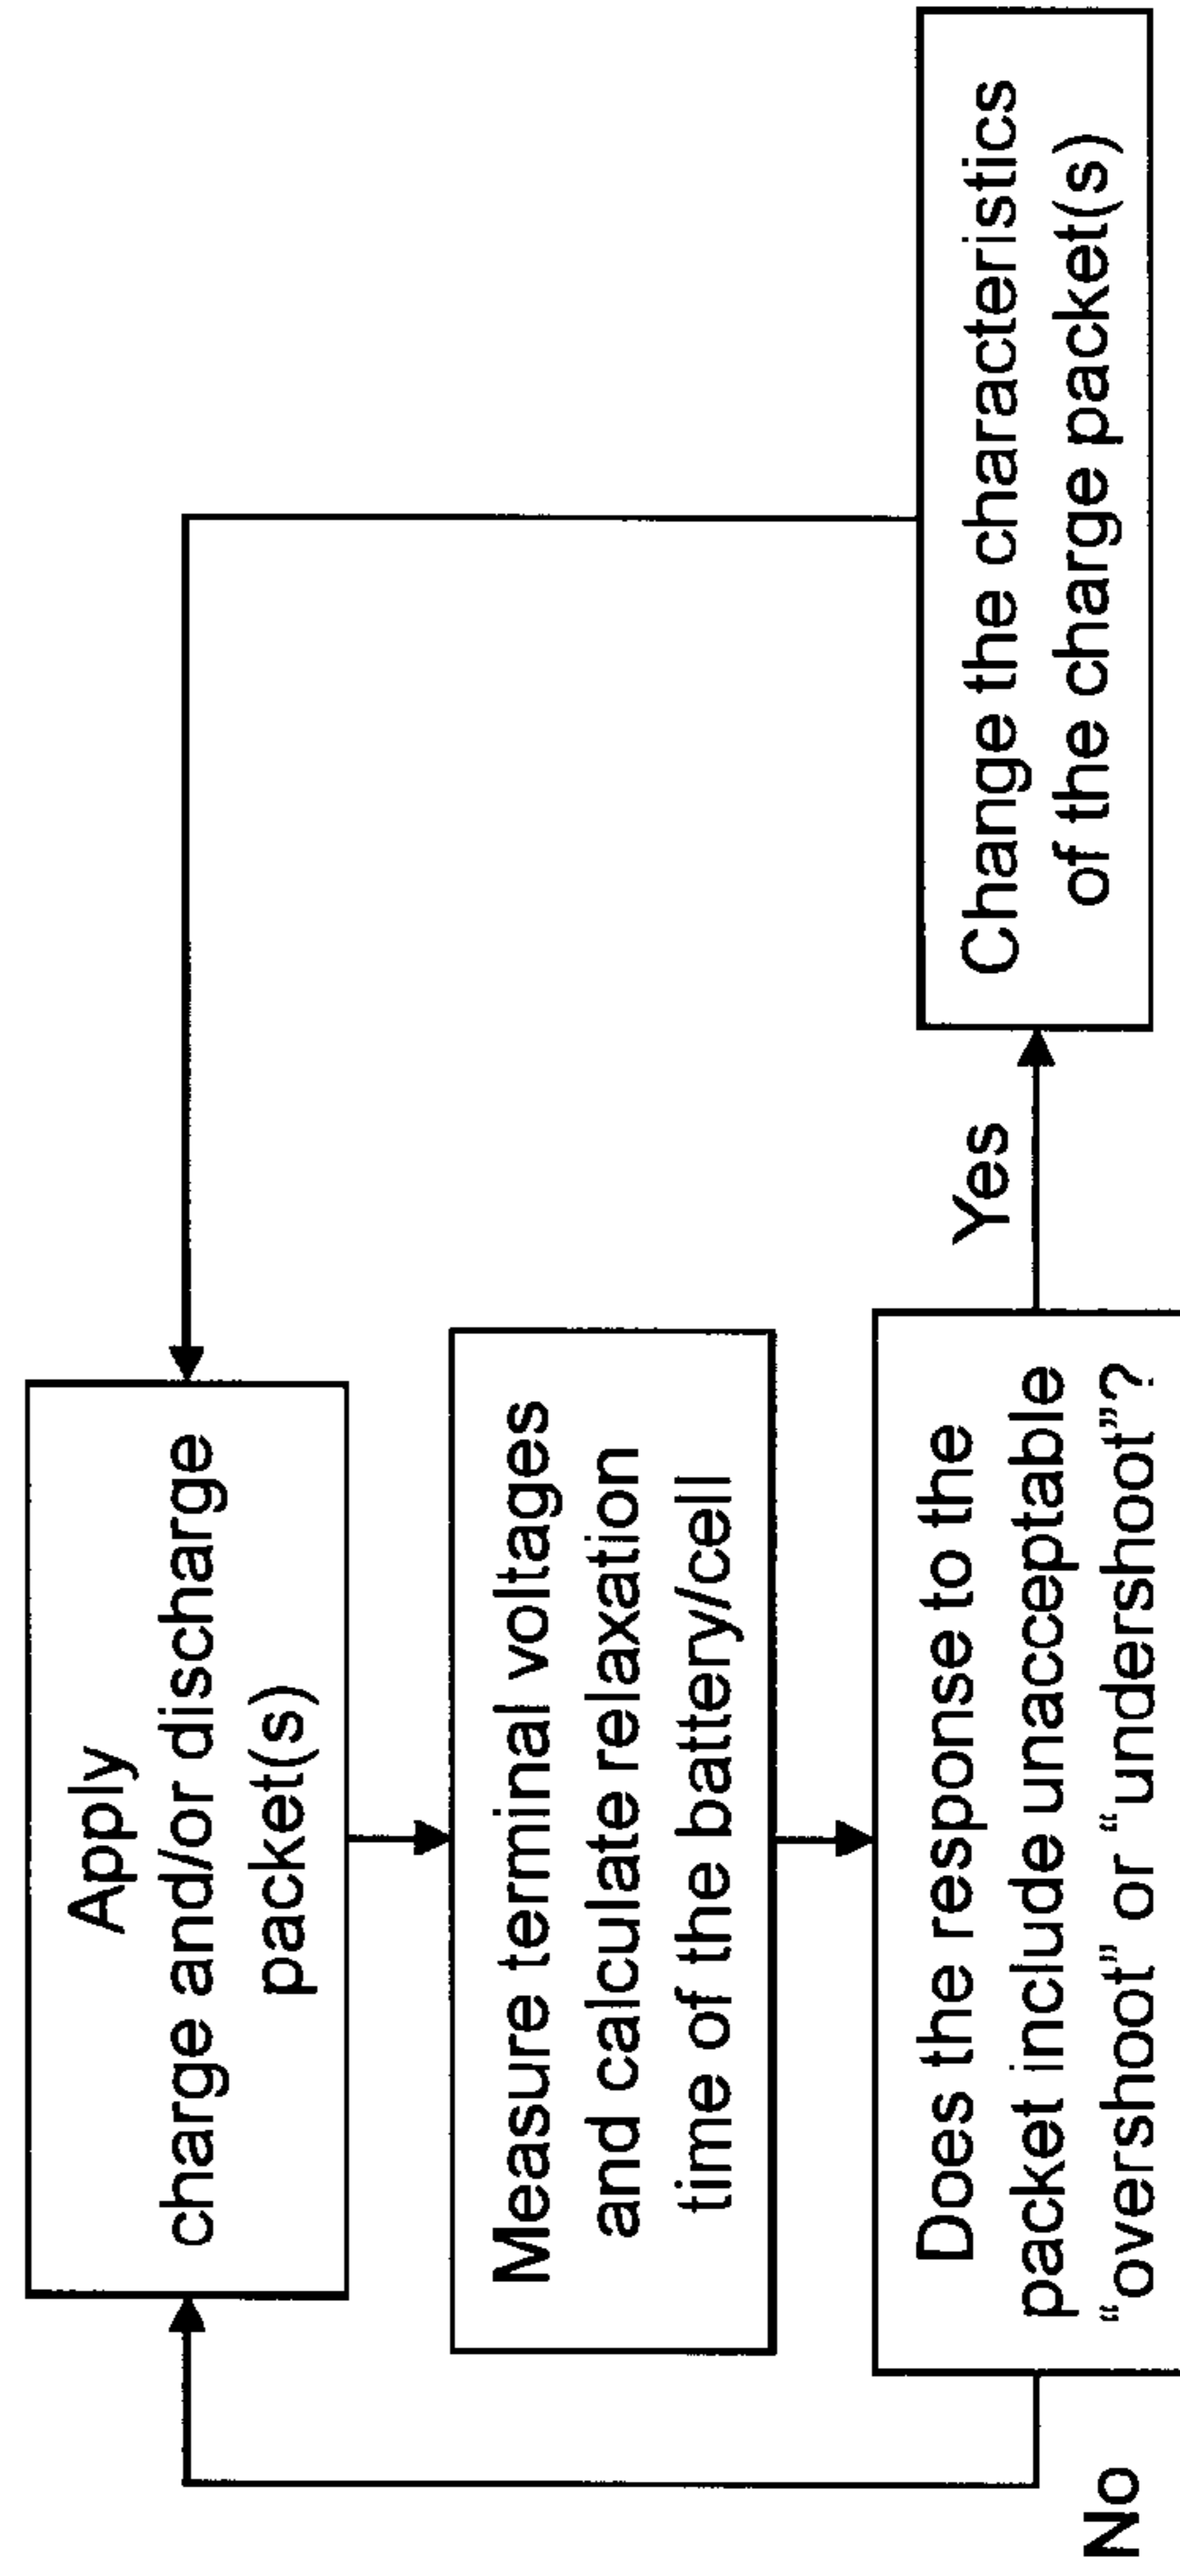 Apply
charge and/or discharge
packet(s)
Measure terminal voltages
and calculate relaxation
time of the battery/cell
Does the response to the
packet include unacceptable
“overshoot” or “undershoot”?
Yes
No
Change the characteristics
of the charge packet(s)